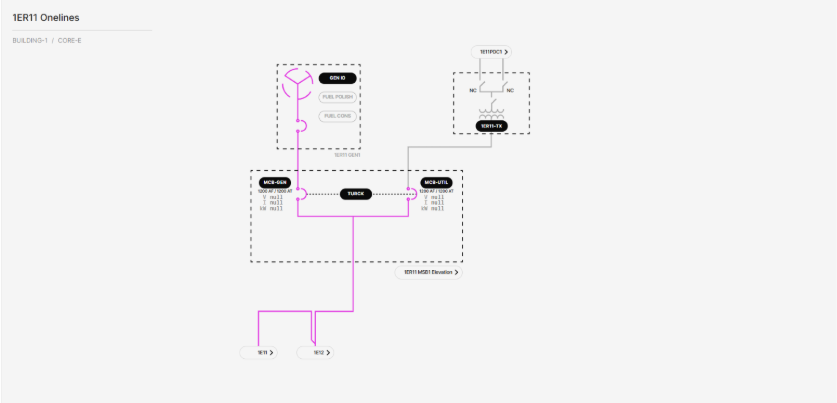 1ER11 Onelines
BUILDING-1 / CORE-E
1E11PDC1 >
GEN IO
FUEL POLISH
FUEL CONS
NC
NC
1ER11-TX
1ER11 GEN1
MCB-GEN
1200 AF / 1200 AT
V null
I null
kW null
TURCK
MCB-UTIL
1200 AF / 1200 AT
V null
I null
kW null
1ER11 MSB1 Elevation >
1E11 >
1E12 >